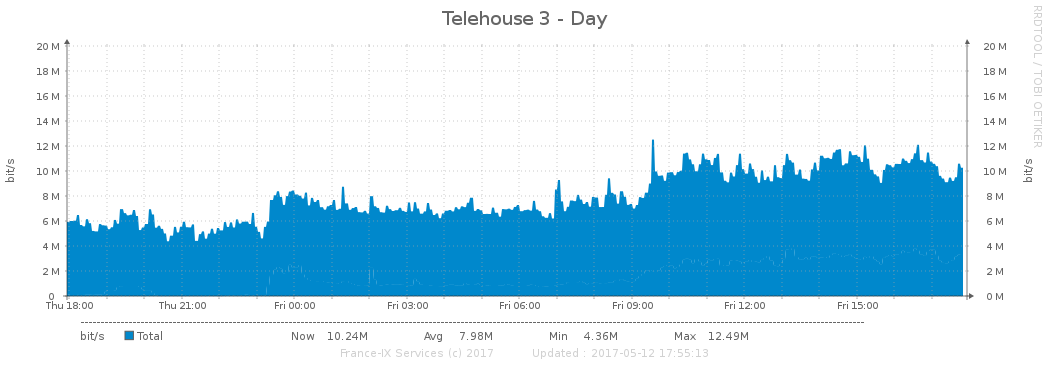 Telehouse 3 - Day
RRDTOOL / TOBI OETIKER
20 M 20 M
18 M 18 M
16 M 16 M
14 M 14 M
12 M 12 M
10 M 10 M
8 M 8 M
6 M 6 M
4 M 4 M
2 M 2 M
0 0 M
bit/s bit/s
Thu 18:00 Thu 21:00 Fri 00:00 Fri 03:00 Fri 06:00 Fri 09:00 Fri 12:00 Fri 15:00
bit/s Total Now 10.24M Avg 7.98M Min 4.36M Max 12.49M
France-IX Services (c) 2017 Updated : 2017-05-12 17:55:13